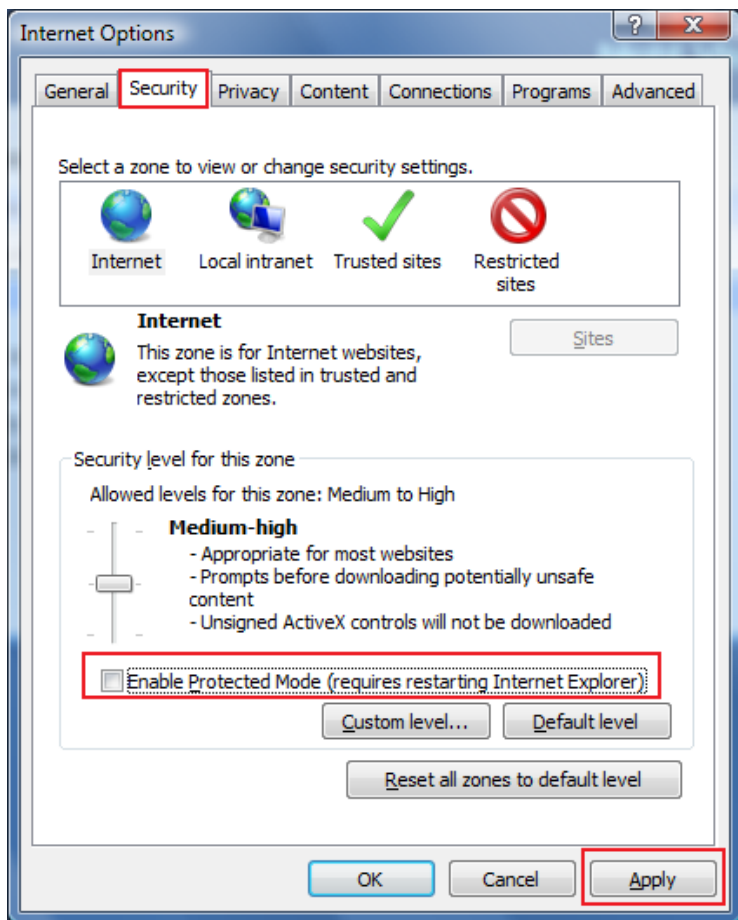 Internet Options
?
X
General Security Privacy Content Connections Programs Advanced
Select a zone to view or change security settings.
Internet Local intranet Trusted sites Restricted
sites
Internet
Sites
This zone is for Internet websites,
except those listed in trusted and
restricted zones.
Security level for this zone
Allowed levels for this zone: Medium to High
Medium-high
- Appropriate for most websites
- Prompts before downloading potentially unsafe
content
- Unsigned ActiveX controls will not be downloaded
Enable Protected Mode (requires restarting Internet Explorer)
Custom level... Default level
Reset all zones to default level
OK Cancel Apply